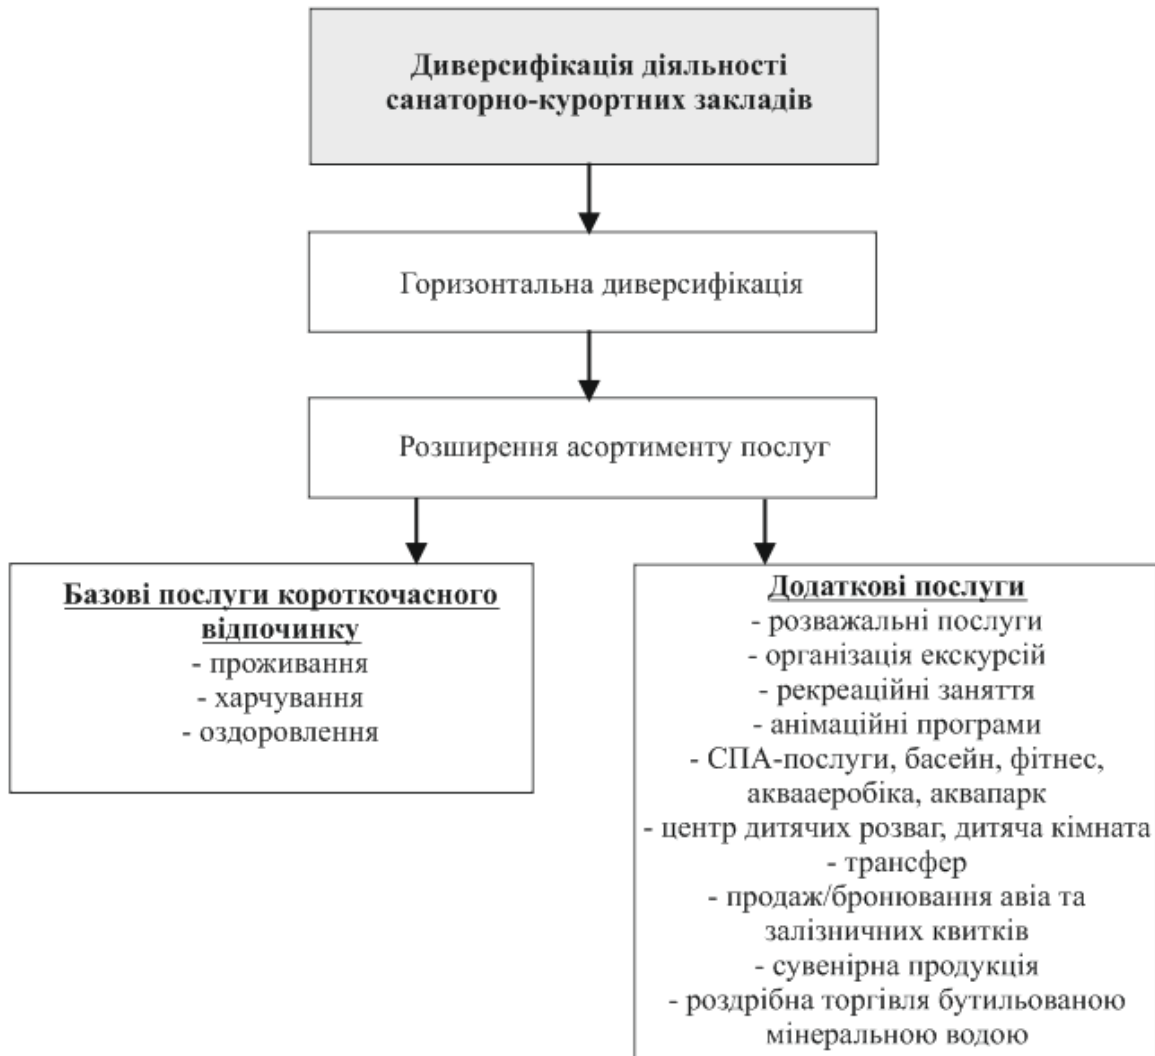 Диверсифікація діяльності
санаторно-курортних закладів
Горизонтальна диверсифікація
Розширення асортименту послуг
Базові послуги короткочасного
відпочинку
- проживання
- харчування
- оздоровлення
Додаткові послуги
- розважальні послуги
- організація екскурсій
- рекреаційні заняття
- анімаційні програми
- СПА-послуги, басейн, фітнес,
аквааеробіка, аквапарк
- центр дитячих розваг, дитяча кімната
- трансфер
- продаж/бронювання авіа та
залізничних квитків
- сувенірна продукція
- роздрібна торгівля бутильованою
мінеральною водою